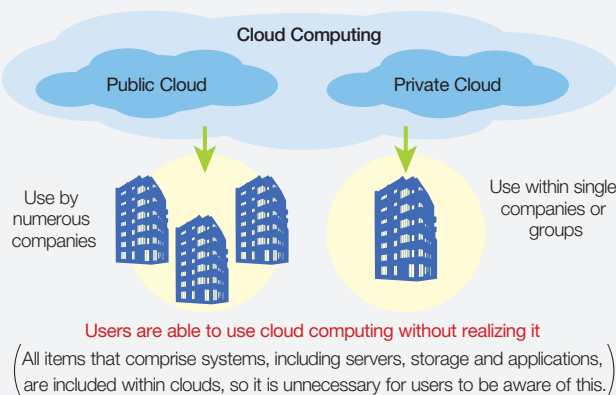 Cloud Computing
Public Cloud
Private Cloud
Use by
numerous
companies
Use within single
companies or
groups
Users are able to use cloud computing without realizing it
(All items that comprise systems, including servers, storage and applications,
are included within clouds, so it is unnecessary for users to be aware of this.)